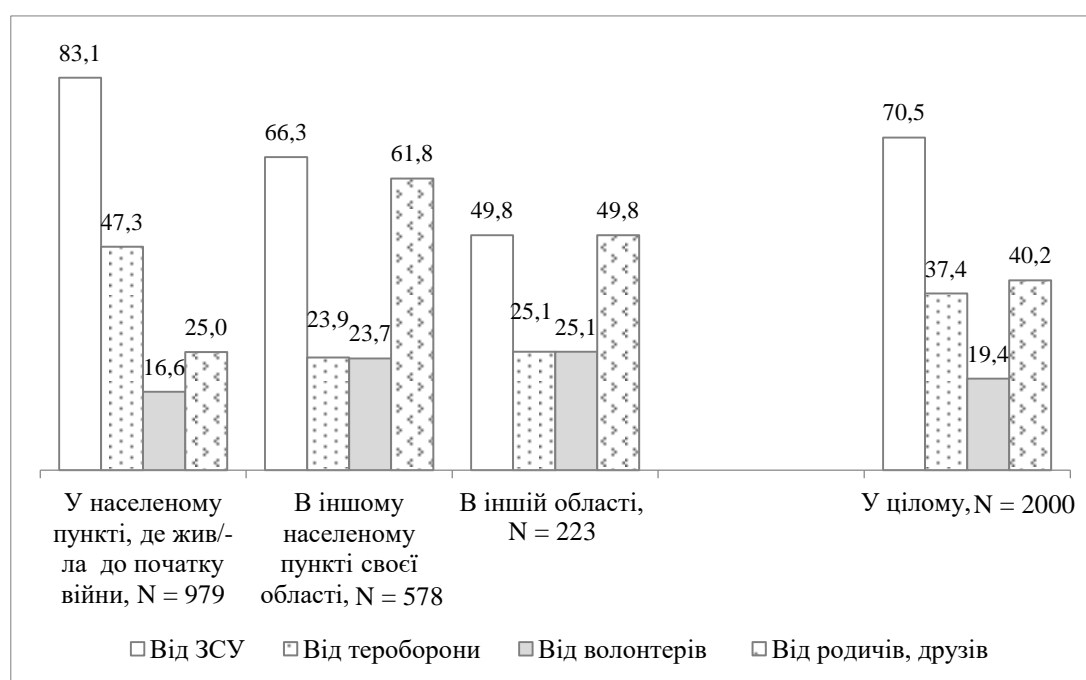 83,1
47,3
16,6
25,0
66,3
23,9
23,7
61,8
49,8
25,1
25,1
49,8
70,5
37,4
19,4
40,2
У населеному
пункті, де жив/-
ла до початку
війни, N = 979
В іншому
населеному
пункті своєї
області, N = 578
В іншій області,
N = 223
У цілому, N = 2000
Від ЗСУ
Від тероборони
Від волонтерів
Від родичів, друзів